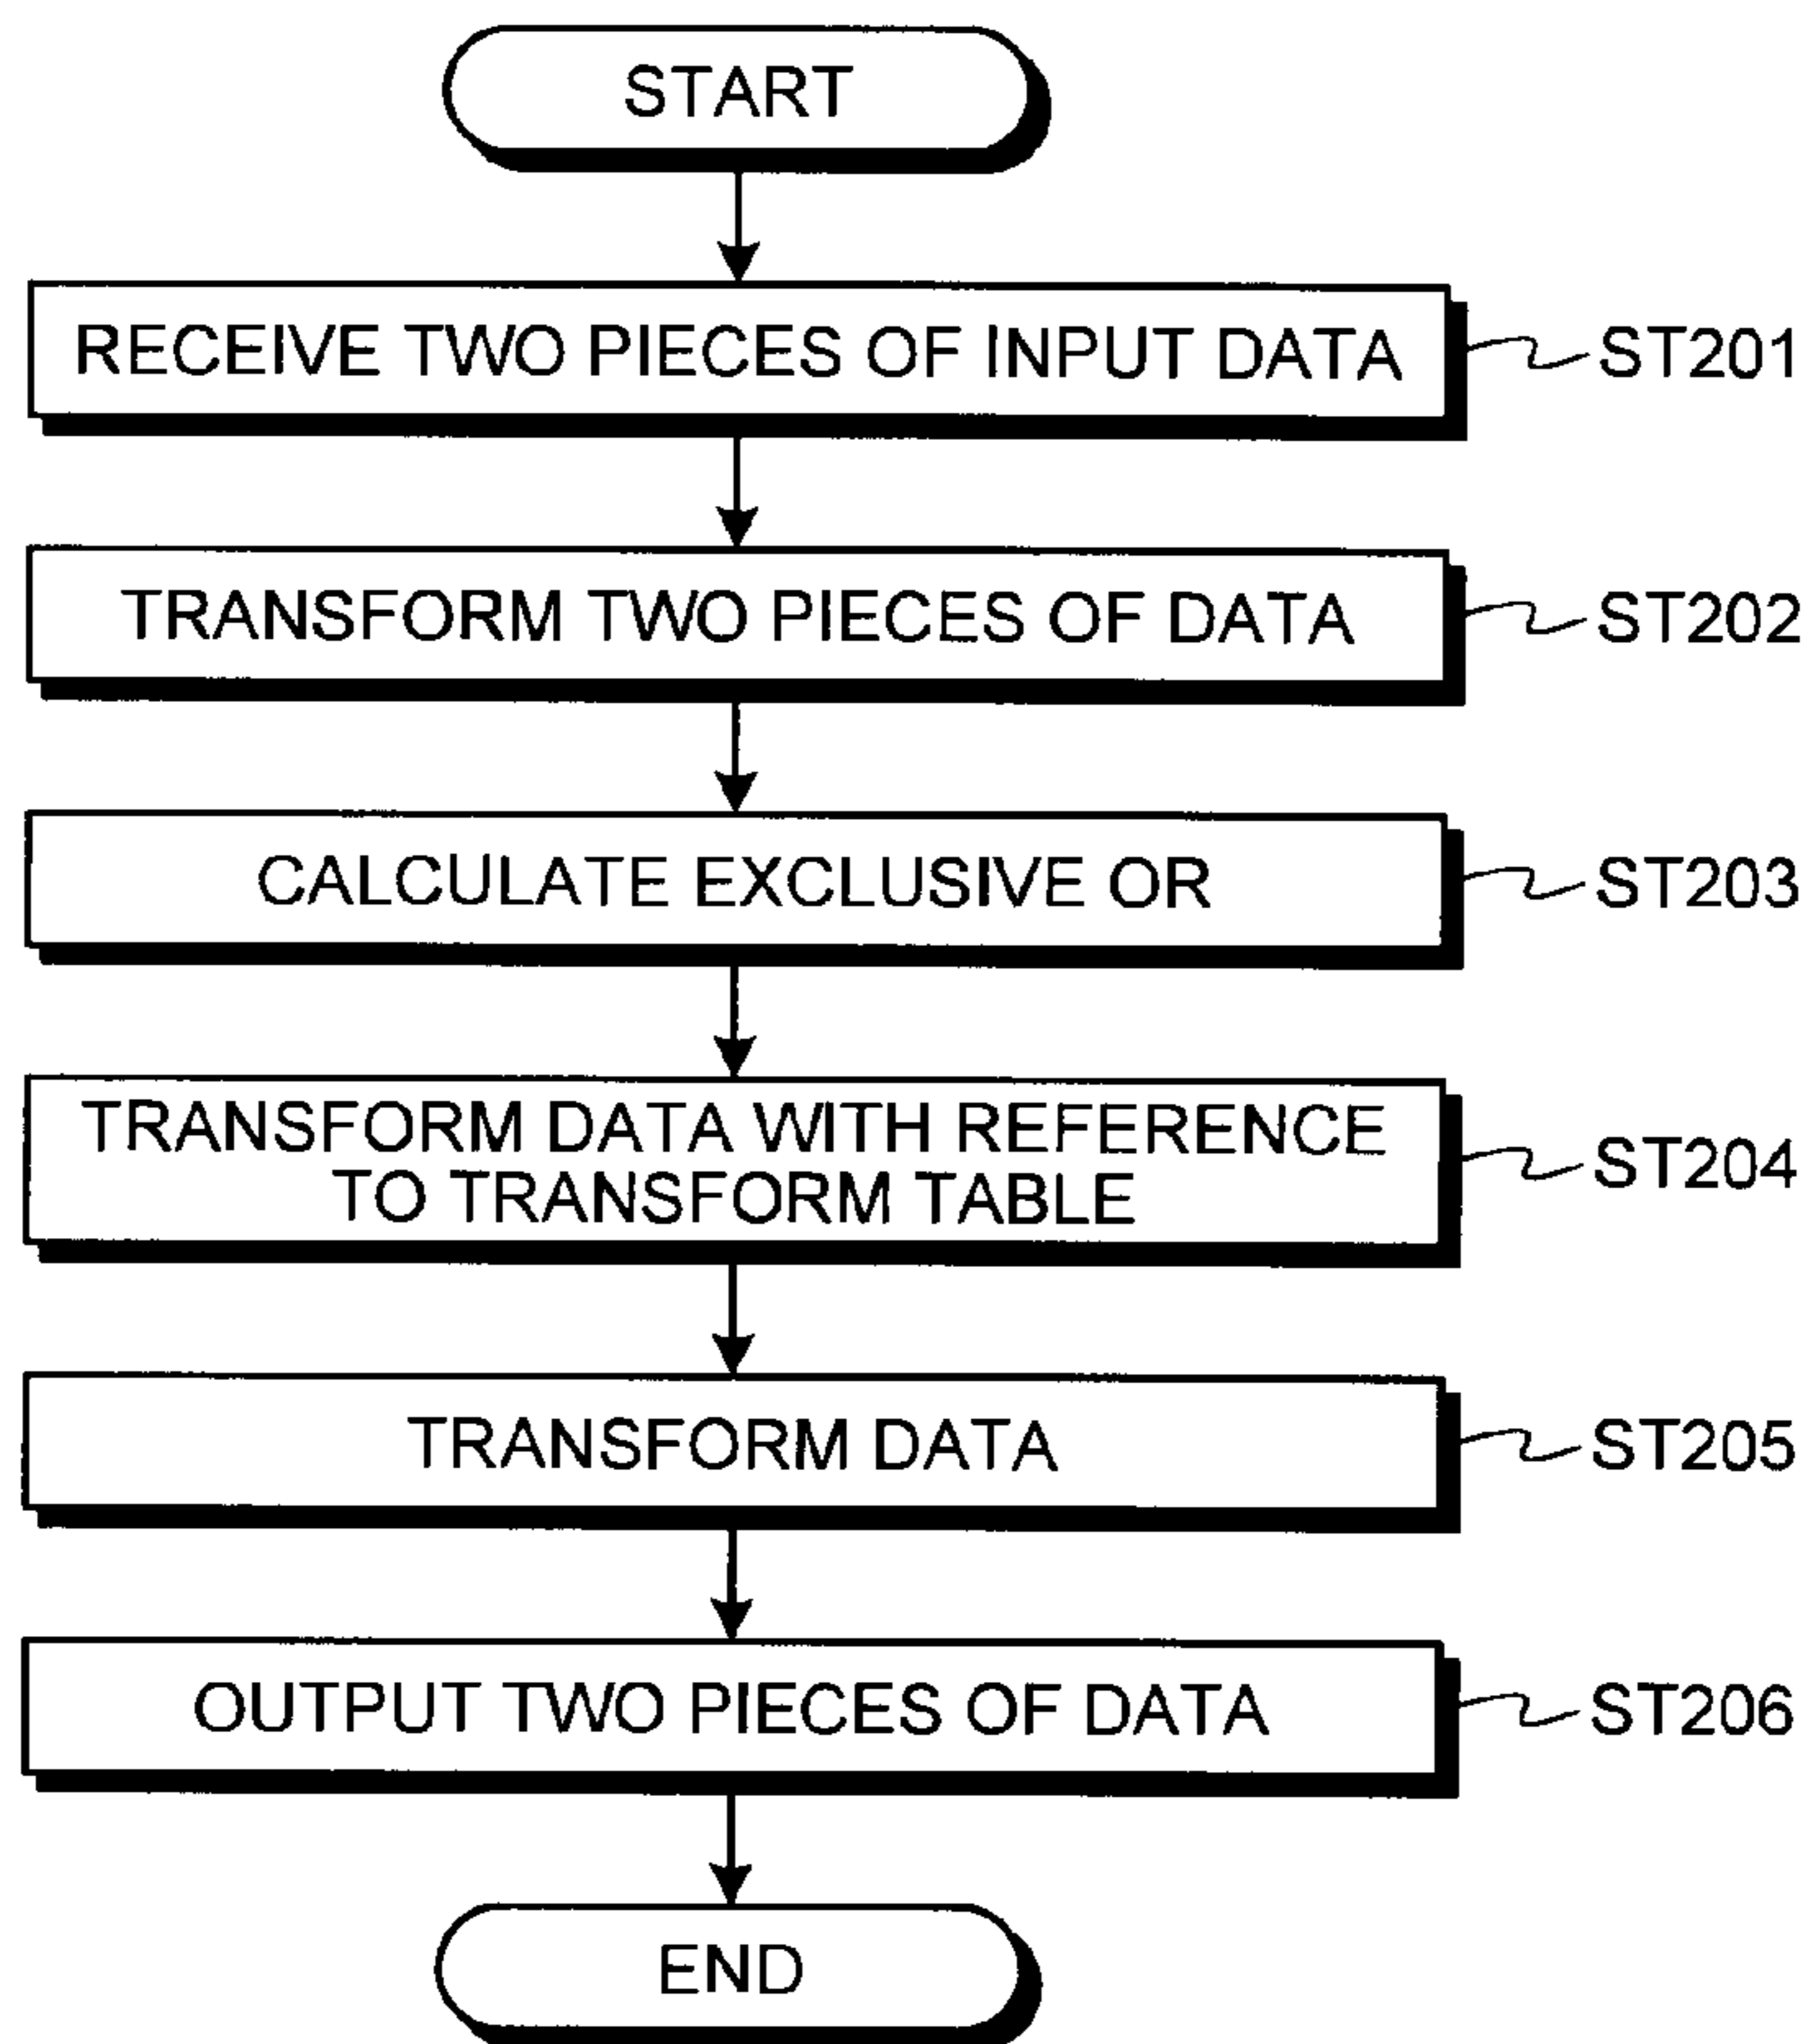 START
RECEIVE TWO PIECES OF INPUT DATA
ST201
TRANSFORM TWO PIECES OF DATA
ST202
CALCULATE EXCLUSIVE OR
ST203
TRANSFORM DATA WITH REFERENCE
TO TRANSFORM TABLE
ST204
TRANSFORM DATA
ST205
OUTPUT TWO PIECES OF DATA
ST206
END